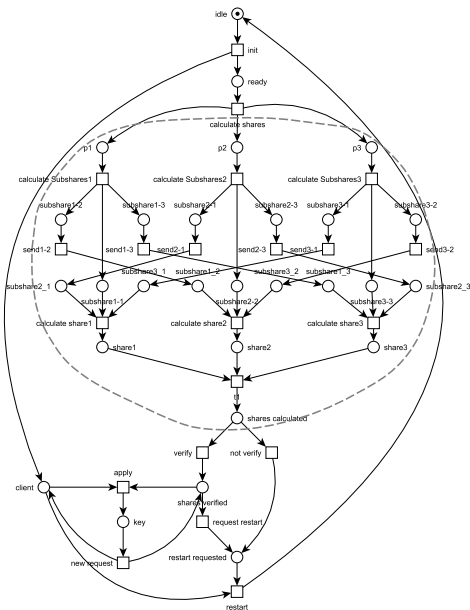 idle
init
ready
calculate shares
p1
p2
p3
calculate Subshares1
calculate Subshares2
calculate Subshares3
subshare1-2
subshare1-3
subshare2-1
subshare2-3
subshare3-1
subshare3-2
send1-2
send1-3
send2-1
send2-3
send3-1
send3-2
subshare3_1
subshare1_2
subshare3_2
subshare1_3
subshare2_1
subshare2_3
subshare1-1
subshare2-2
subshare3-3
calculate share1
calculate share2
calculate share3
share1
share2
share3
t1
shares calculated
verify
not verify
apply
client
shares verified
key
request restart
restart requested
new request
restart